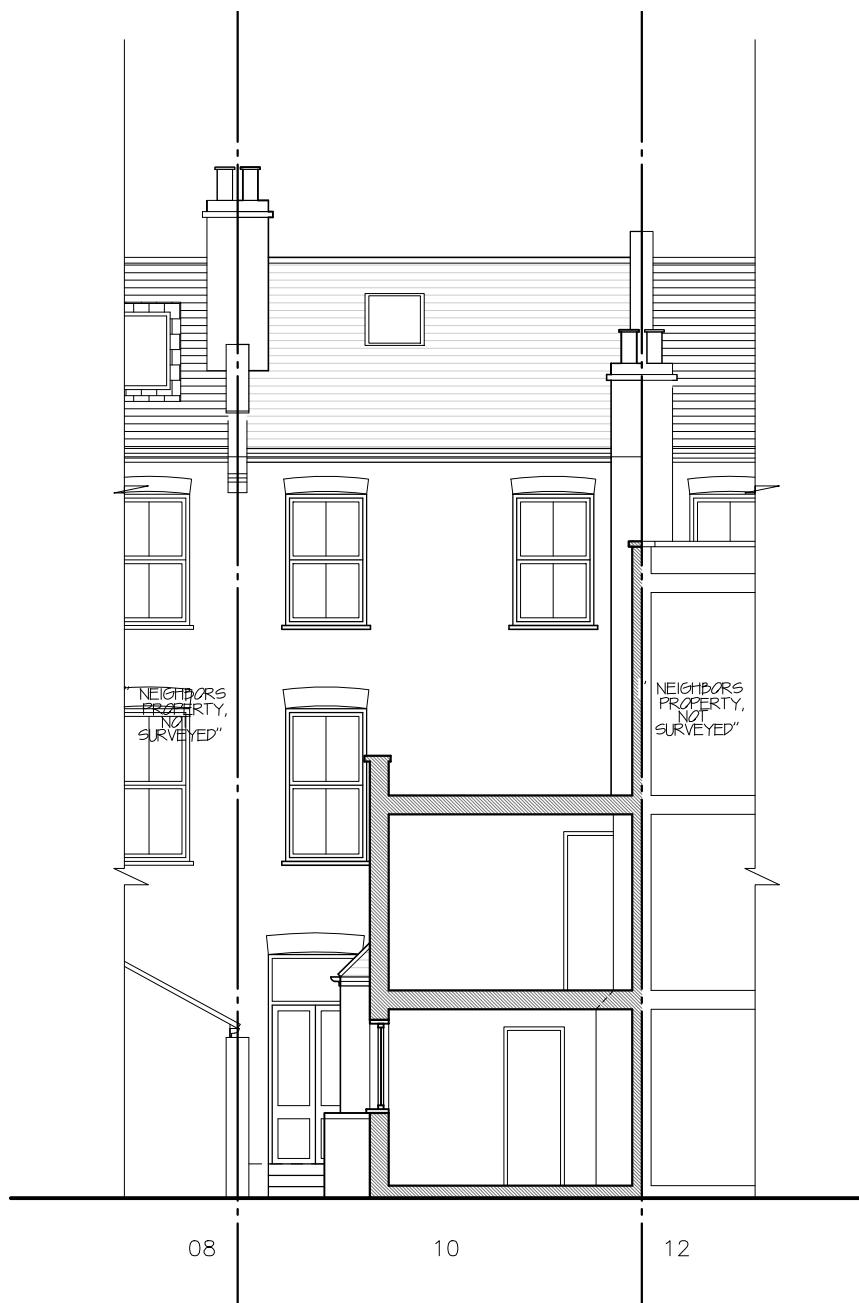 " NEIGHBORS
PROPERTY,
NOT
SURVEYED"
' NEIGHBORS
PROPERTY,
NOT
SURVEYED"
08 10 12